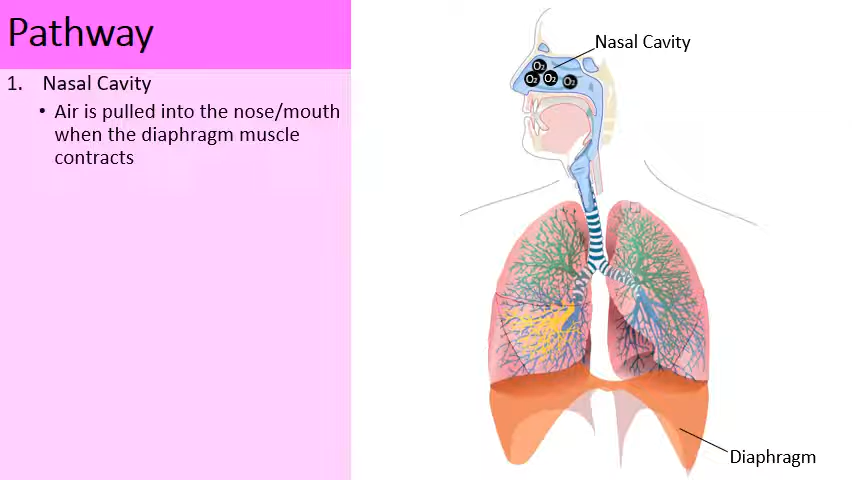 Pathway
1. Nasal Cavity
• Air is pulled into the nose/mouth
when the diaphragm muscle
contracts
Nasal Cavity
O₂
O₂ O₂ O₂
Diaphragm